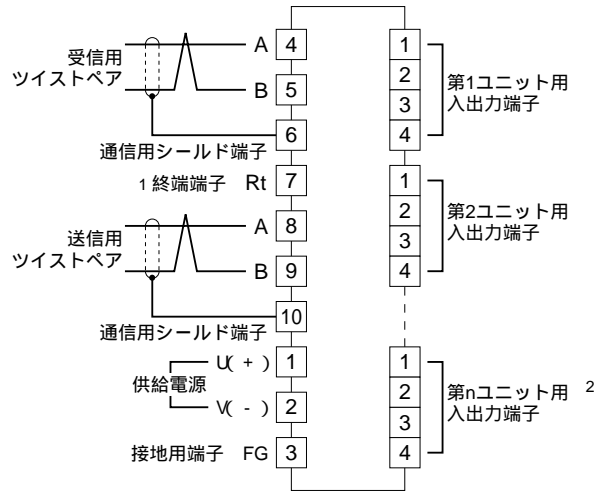 受信用
ツイストペア
A 4
B 5
6
通信用シールド端子
1 終端端子 Rt 7
送信用
ツイストペア
A 8
B 9
10
通信用シールド端子
供給電源
U( + ) 1
V( - ) 2
接地用端子 FG 3
1
2
3
4
第1ユニット用
入出力端子
1
2
3
4
第2ユニット用
入出力端子
1
2
3
4
第nユニット用 2
入出力端子